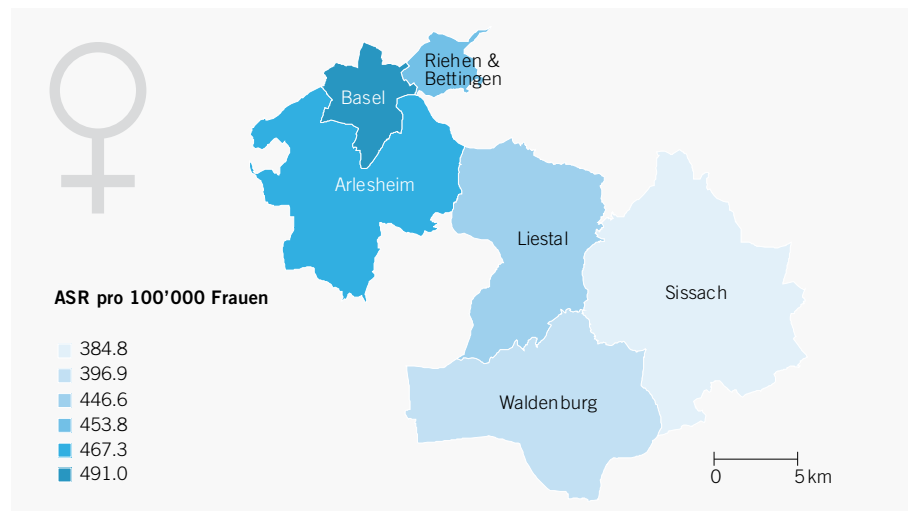 Riehen &
Bettingen
Basel
Arlesheim
Liestal
Sissach
Waldenburg
ASR pro 100’000 Frauen
384.8
396.9
446.6
453.8
467.3
491.0
0 5 km